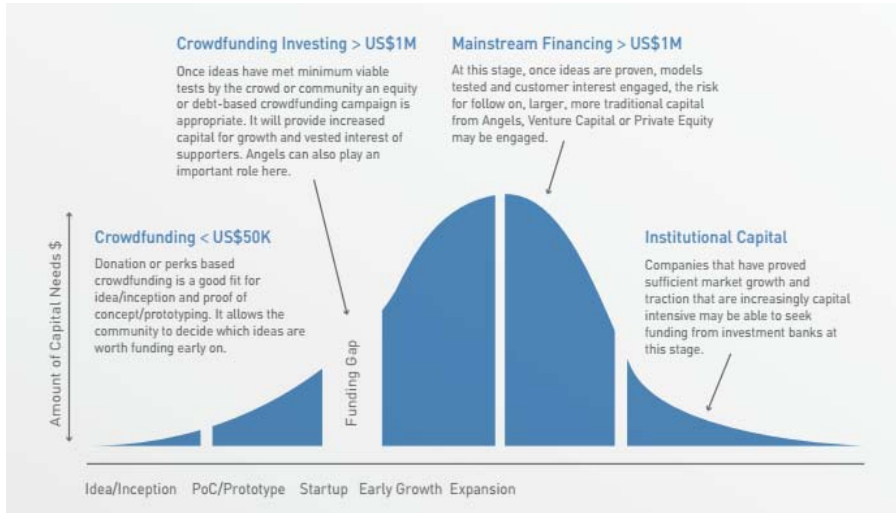 Crowdfunding Investing > US$1M
Once ideas have met minimum viable
tests by the crowd or community an equity
or debt-based crowdfunding campaign is
appropriate. It will provide increased
capital for growth and vested interest of
supporters. Angels can also play an
important role here.
Mainstream Financing > US$1M
At this stage, once ideas are proven, models
tested and customer interest engaged, the risk
for follow on, larger, more traditional capital
from Angels, Venture Capital or Private Equity
may be engaged.
Crowdfunding < US$50K
Donation or perks based
crowdfunding is a good fit for
idea/inception and proof of
concept/prototyping. It allows the
community to decide which ideas are
worth funding early on.
Institutional Capital
Companies that have proved
sufficient market growth and
traction that are increasingly capital
intensive may be able to seek
funding from investment banks at
this stage.
Amount of Capital Needs $
Funding Gap
Idea/Inception PoC/Prototype Startup Early Growth Expansion